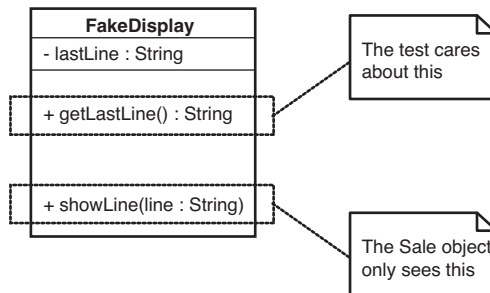 FakeDisplay
- lastLine : String
+ getLastLine() : String
+ showLine(line : String)
The test cares
about this
The Sale object
only sees this